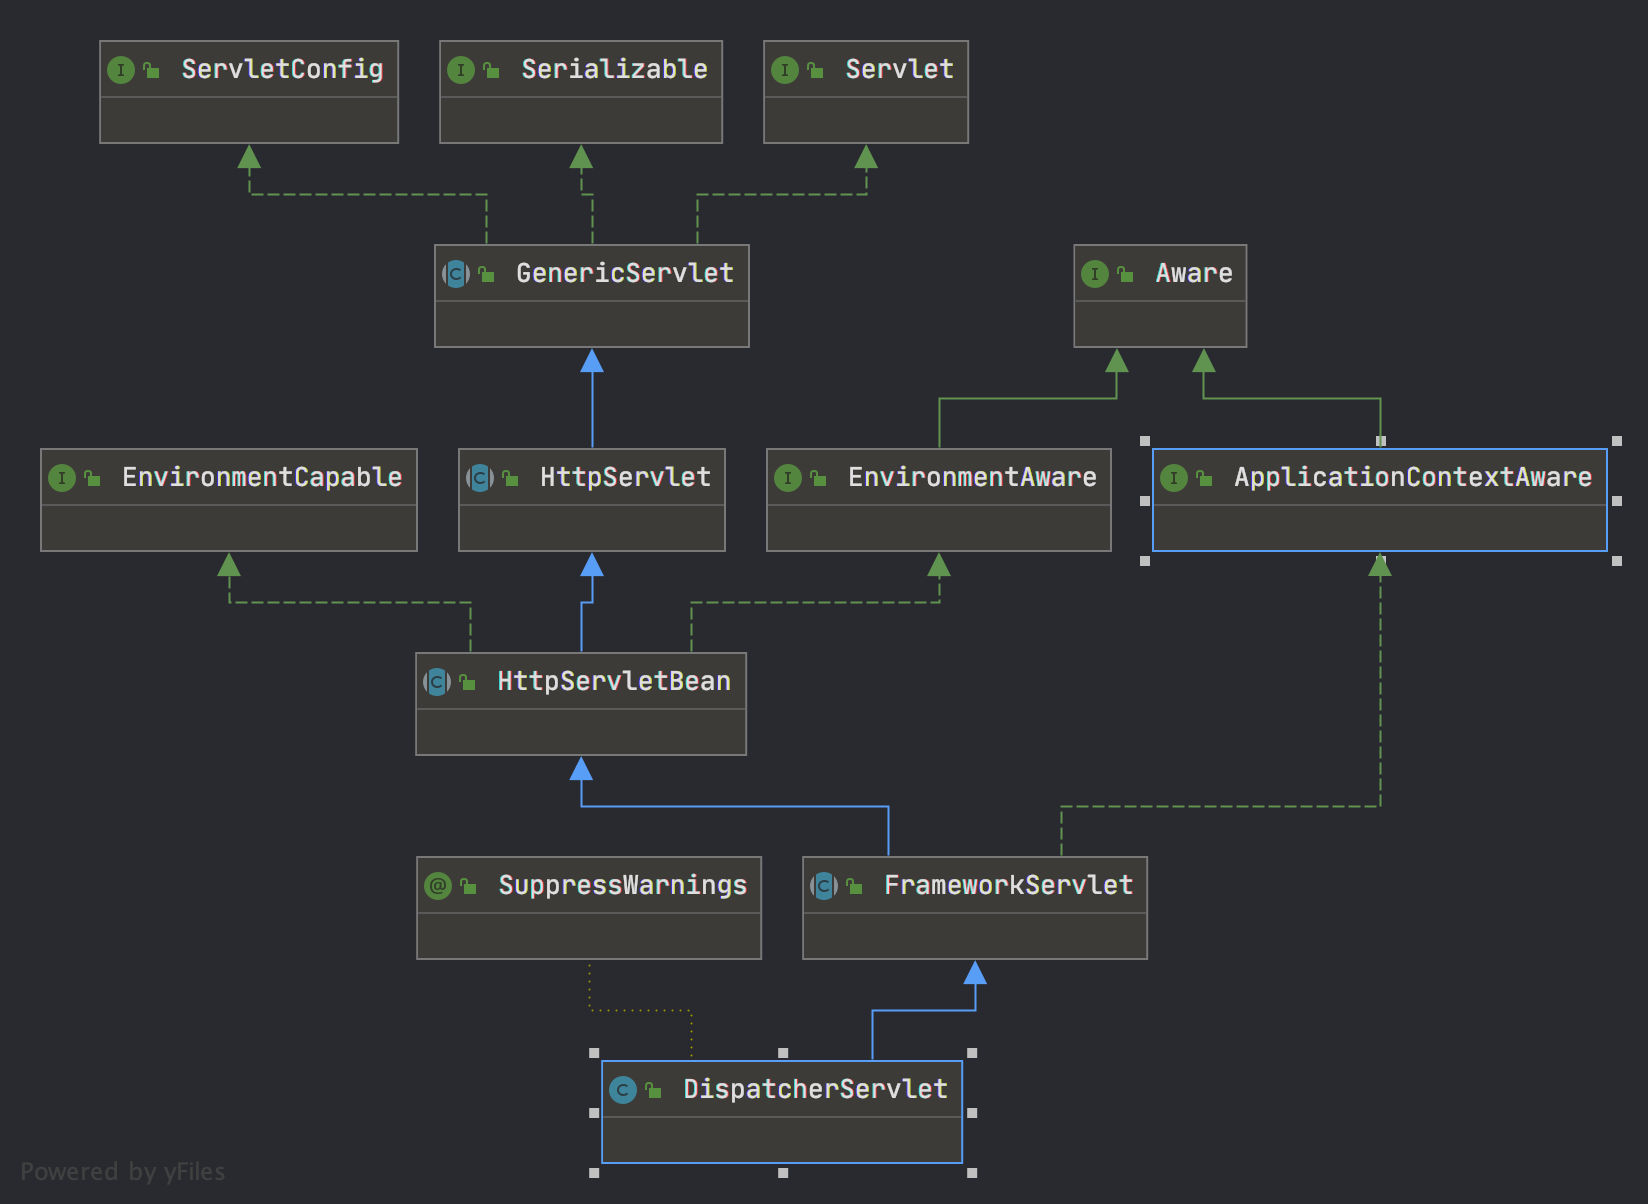 ServletConfig
Serializable
Servlet
GenericServlet
Aware
EnvironmentCapable
HttpServlet
EnvironmentAware
ApplicationContextAware
HttpServletBean
SuppressWarnings
FrameworkServlet
DispatcherServlet
Powered by yFiles